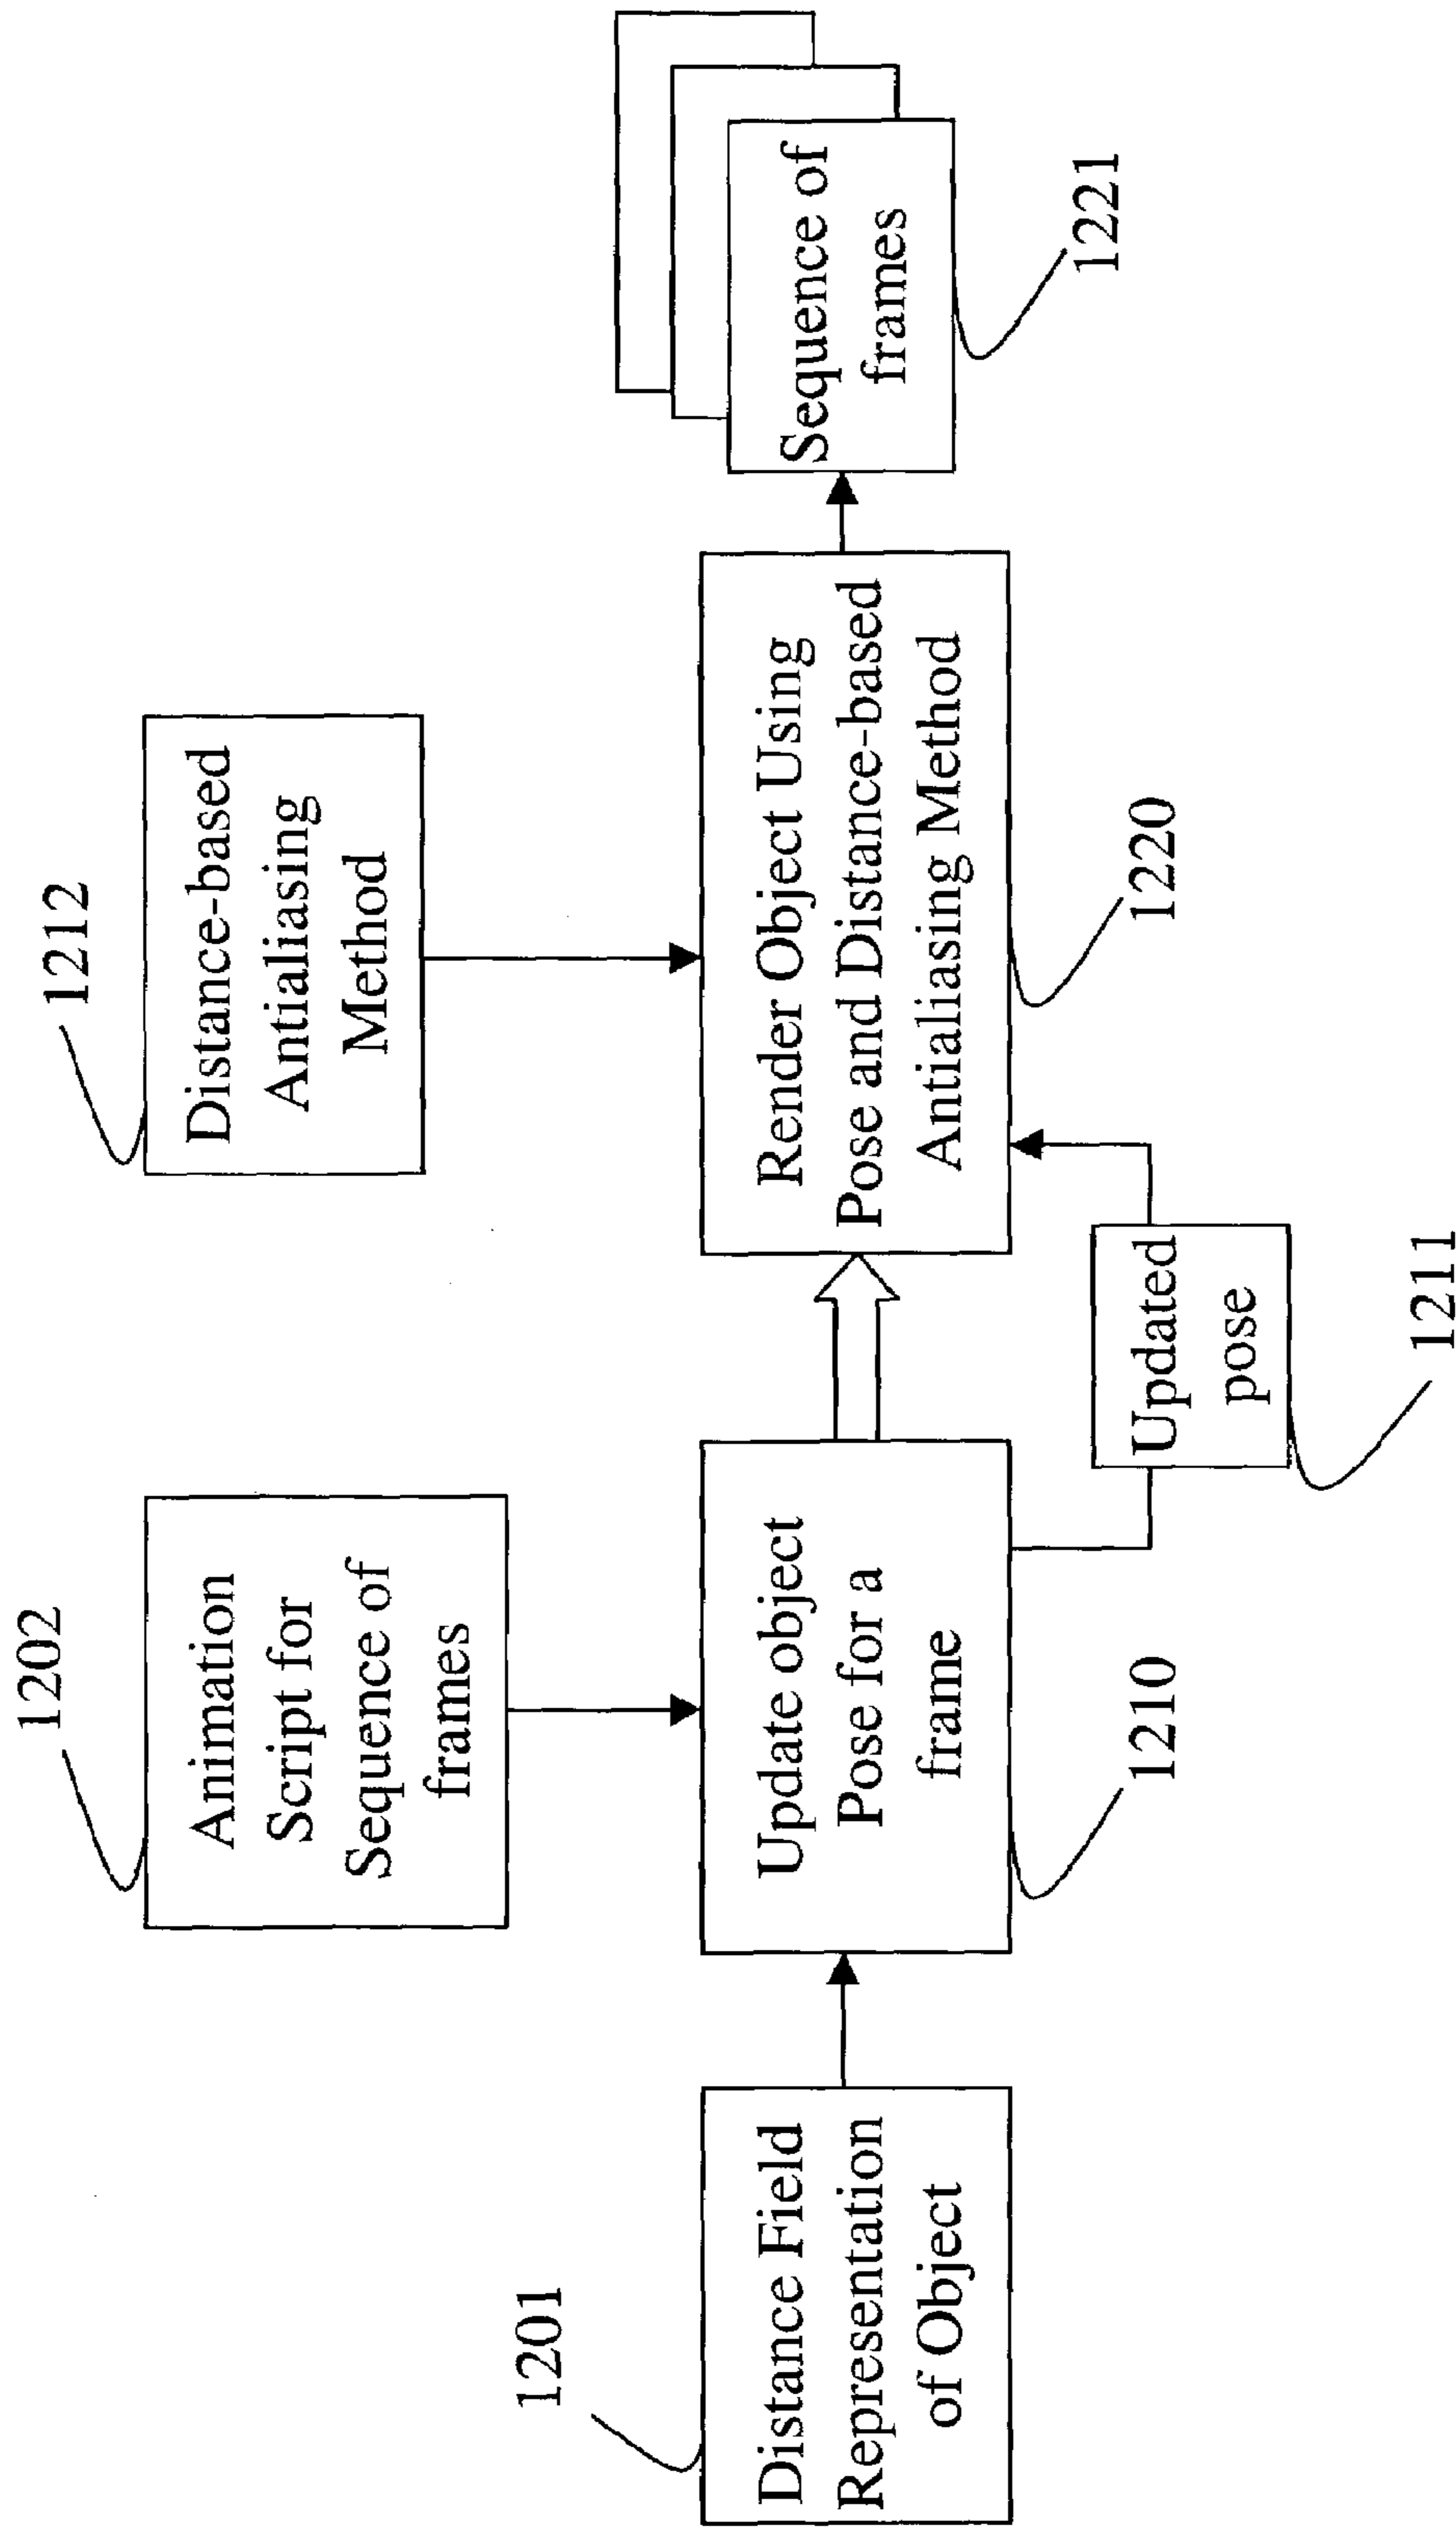 1202
Animation
Script for
Sequence of
frames
1212
Distance-based
Antialiasing
Method
1201
Distance Field
Representation
of Object
Update object
Pose for a
frame
1210
Render Object Using
Pose and Distance-based
Antialiasing Method
1220
Sequence of
frames
1221
Updated
pose
1211